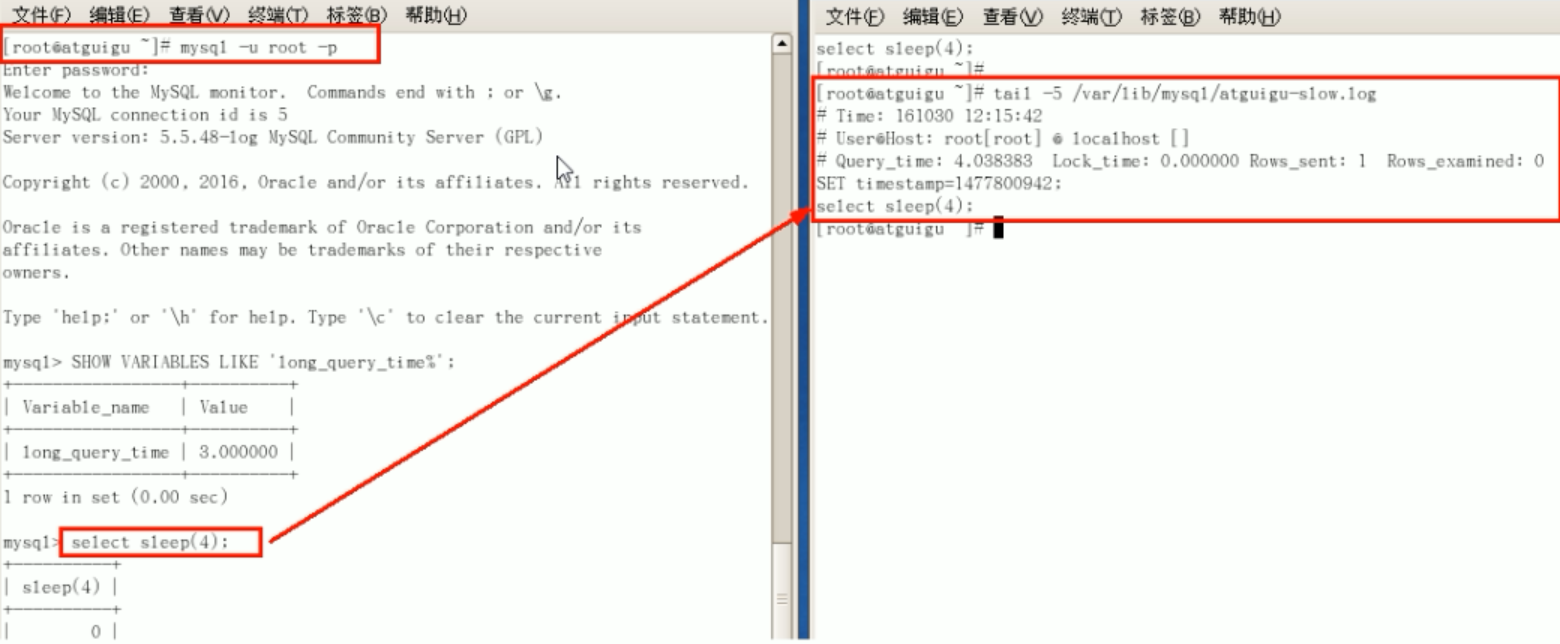 文件(F) 编辑(E) 查看(V) 终端(T) 标签(B) 帮助(H)
[root@atguigu ~]# mysql -u root -p
Enter password:
Welcome to the MySQL monitor.  Commands end with ; or \g.
Your MySQL connection id is 5
Server version: 5.5.48-log MySQL Community Server (GPL)
Copyright (c) 2000, 2016, Oracle and/or its affiliates. All rights reserved.
Oracle is a registered trademark of Oracle Corporation and/or its
affiliates. Other names may be trademarks of their respective
owners.
Type 'help;' or '\h' for help. Type '\c' to clear the current input statement.
mysql> SHOW VARIABLES LIKE 'long_query_time%';
+-----------------+----------+
| Variable_name   | Value    |
+-----------------+----------+
| long_query_time | 3.000000 |
+-----------------+----------+
1 row in set (0.00 sec)
mysql> select sleep(4);
+----------+
| sleep(4) |
+----------+
|        0 |
文件(F) 编辑(E) 查看(V) 终端(T) 标签(B) 帮助(H)
select sleep(4);
[root@atguigu ~]#
[root@atguigu ~]# tail -5 /var/lib/mysql/atguigu-slow.log
# Time: 161030 12:15:42
# User@Host: root[root] @ localhost []
# Query_time: 4.038383  Lock_time: 0.000000 Rows_sent: 1  Rows_examined: 0
SET timestamp=1477800942;
select sleep(4);
[root@atguigu  ]#